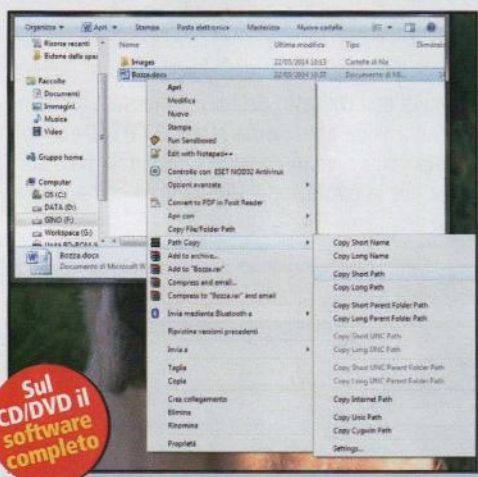 Organizza
Apri
Stampa
Posta elettronica
Masterizza
Nuova cartella
Risorse recenti
Nome
Ultima modifica
Tipo
Images
22/03/2014 10:53
Cartella di file
Bozza.docx
22/03/2014 10:37
Documento di Mi...
Raccolte
Documenti
Immagini
Musica
Video
Gruppo home
Computer
OS (C:)
DATA (D:)
GINO (F:)
Workspace (G:)
Bozza.docx
Documento di Microsoft W
Apri
Modifica
Nuovo
Stampa
Run Sandboxed
Edit with Notepad++
Controllo con ESET NOD32 Antivirus
Opzioni avanzate
Convert to PDF in Foxit Reader
Apri con
Copy File/Folder Path
Path Copy
Add to archive...
Add to "Bozza.rar"
Compress and email...
Compress to "Bozza.rar" and email
Invia mediante Bluetooth a
Ripristina versioni precedenti
Invia a
Taglia
Copia
Crea collegamento
Elimina
Rinomina
Proprietà
Copy Short Name
Copy Long Name
Copy Short Path
Copy Long Path
Copy Short Parent Folder Path
Copy Long Parent Folder Path
Copy Short UNC Path
Copy Long UNC Path
Copy Short UNC Parent Folder Path
Copy Long UNC Parent Folder Path
Copy Internet Path
Copy Unix Path
Copy Cygwin Path
Settings...
Sul
CD/DVD il
software
completo